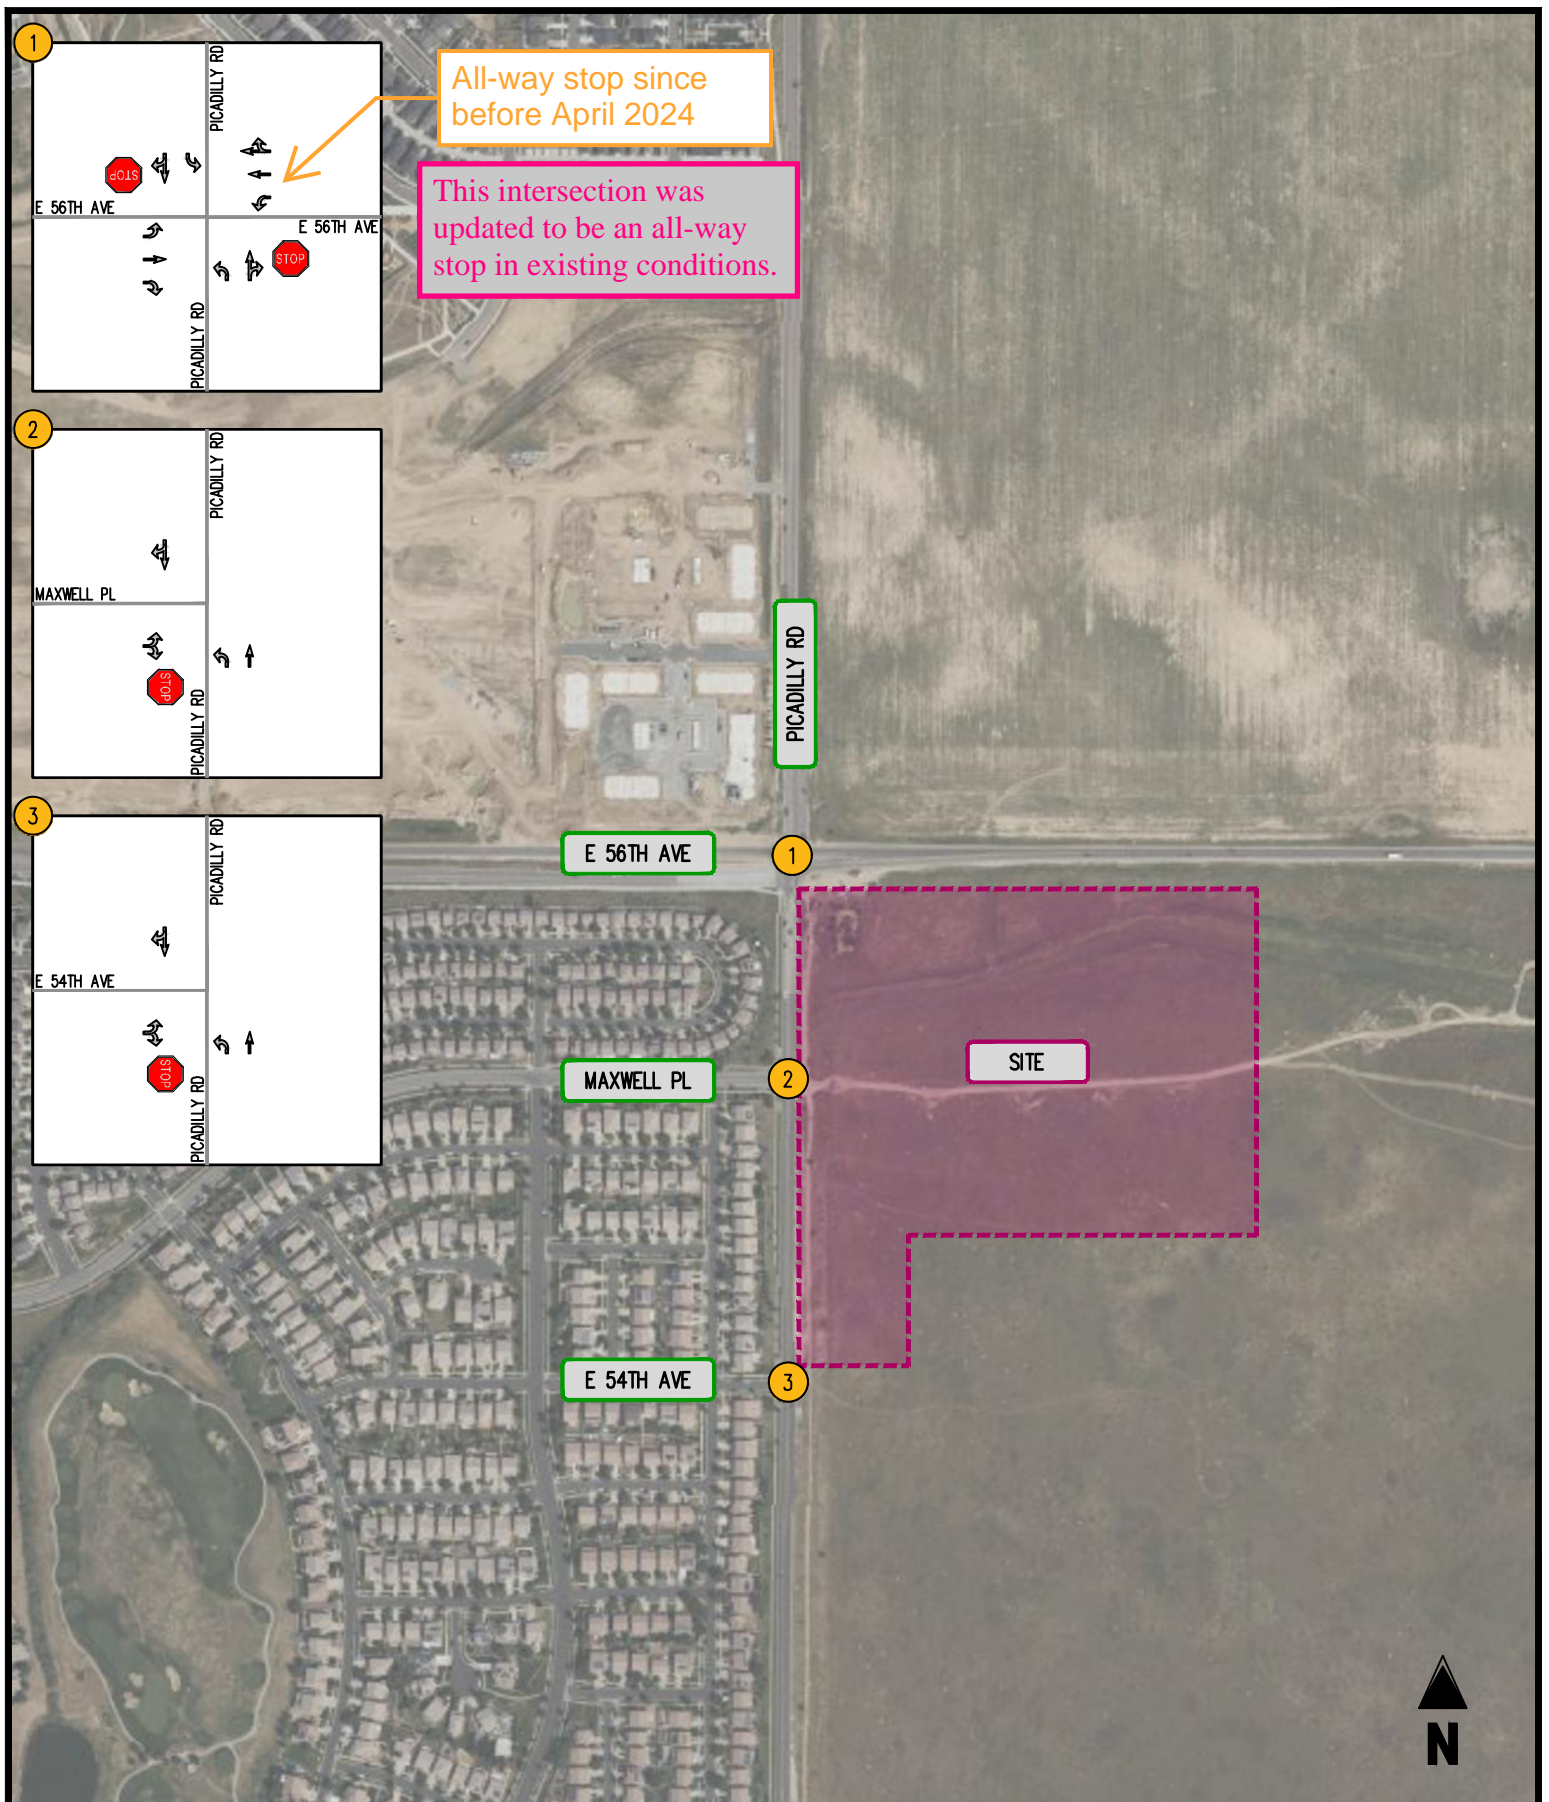 1
PICADILLY RD
STOP
E 56TH AVE
E 56TH AVE
STOP
PICADILLY RD
All-way stop since
before April 2024
This intersection was
updated to be an all-way
stop in existing conditions.
2
PICADILLY RD
MAXWELL PL
STOP
PICADILLY RD
3
PICADILLY RD
E 54TH AVE
STOP
PICADILLY RD
PICADILLY RD
E 56TH AVE
1
MAXWELL PL
2
SITE
E 54TH AVE
3
N